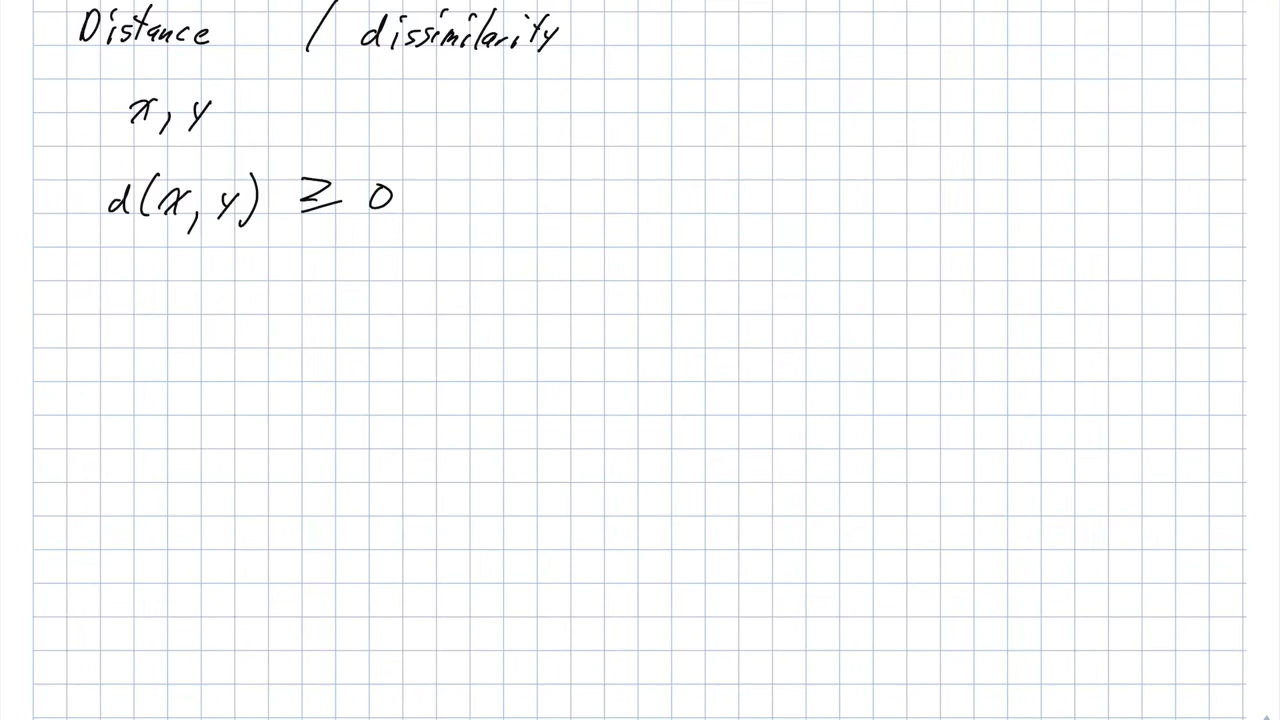 Distance / dissimilarity
x, y
d(x, y) ≥ 0